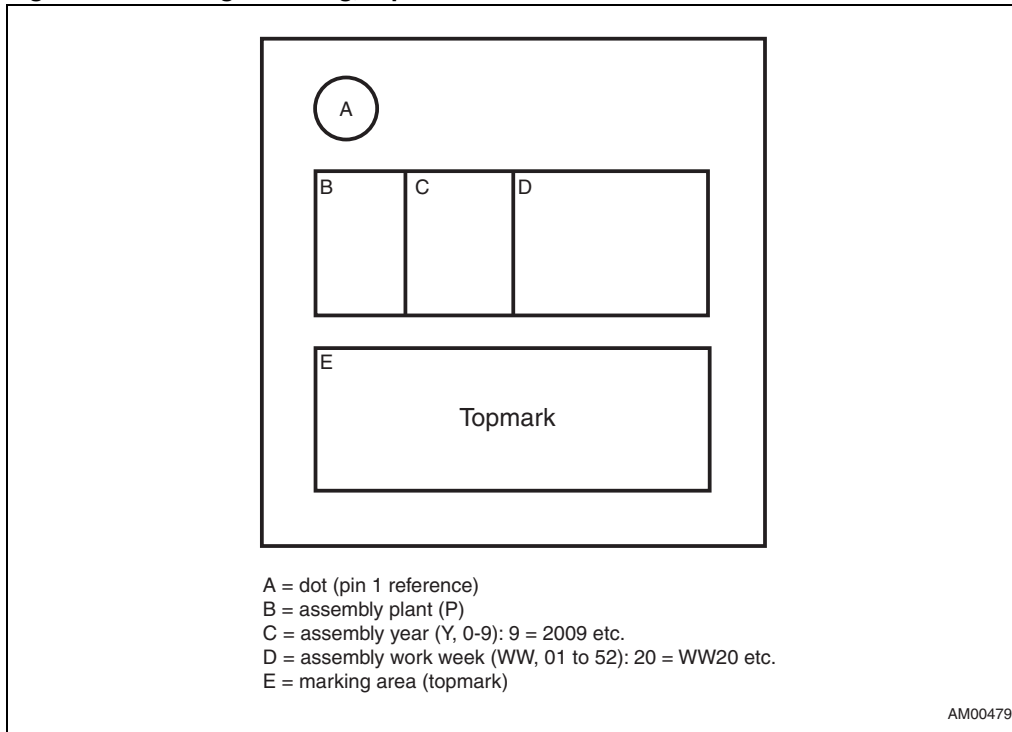 A
B C D
E
Topmark
A = dot (pin 1 reference)
B = assembly plant (P)
C = assembly year (Y, 0-9): 9 = 2009 etc.
D = assembly work week (WW, 01 to 52): 20 = WW20 etc.
E = marking area (topmark)
AM00479